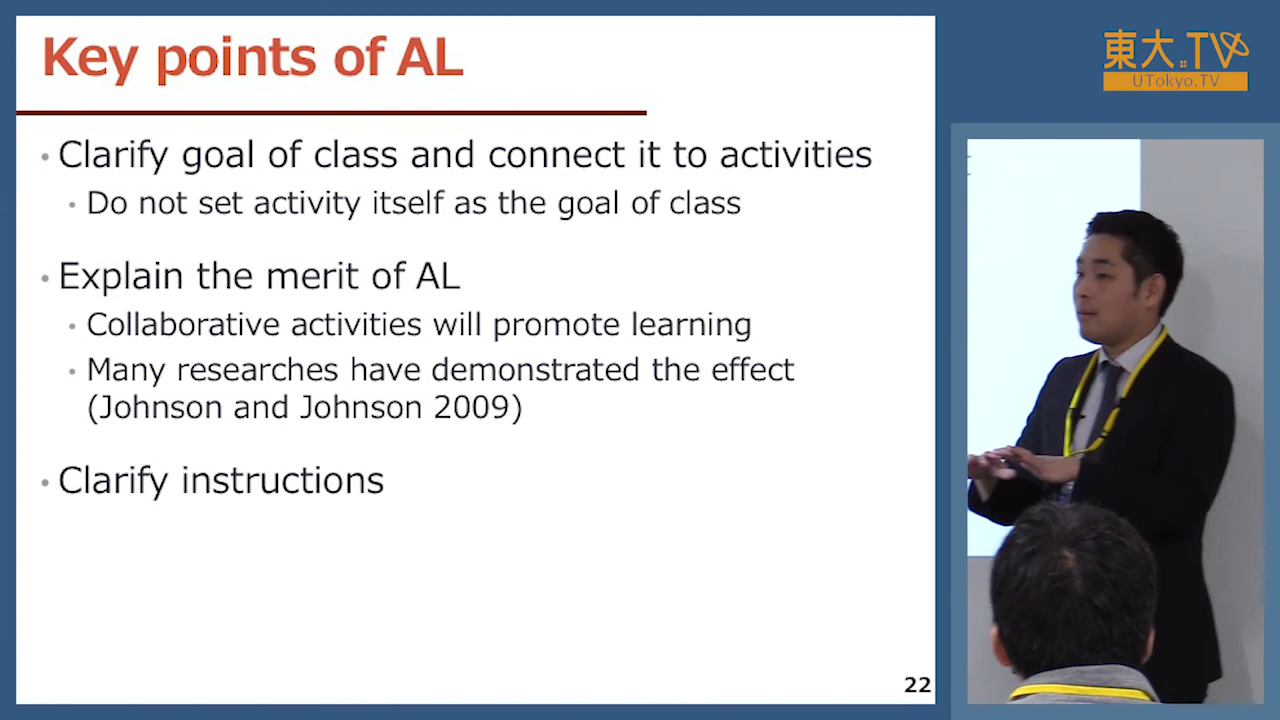 Key points of AL
• Clarify goal of class and connect it to activities
• Do not set activity itself as the goal of class
• Explain the merit of AL
• Collaborative activities will promote learning
• Many researches have demonstrated the effect
(Johnson and Johnson 2009)
• Clarify instructions
22
東大.TV
UTokyo.TV